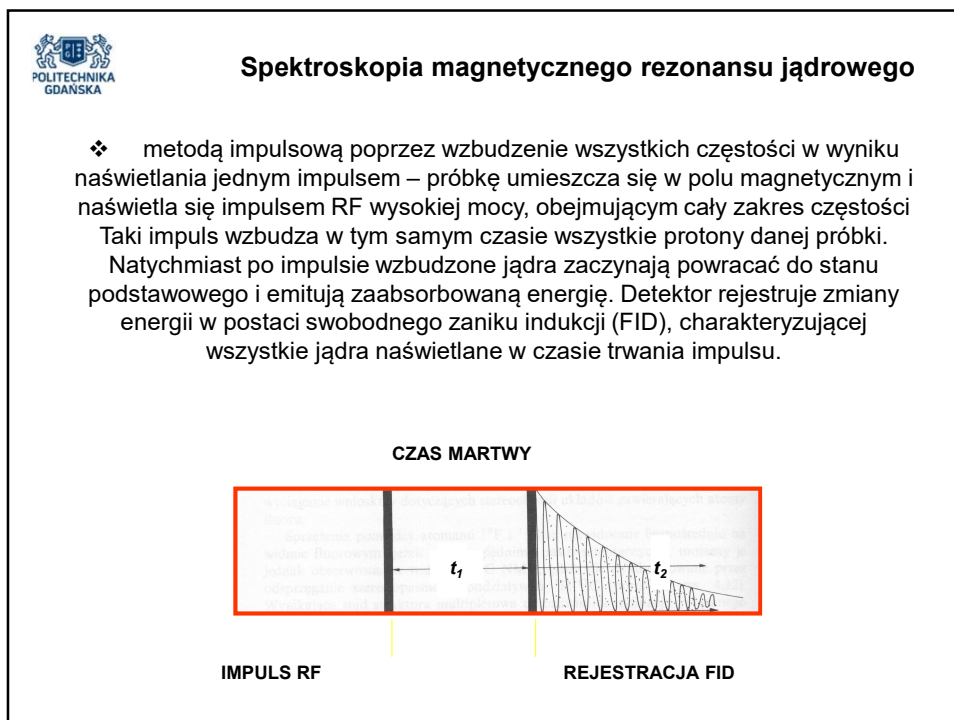 POLITECHNIKA
GDAŃSKA
Spektroskopia magnetycznego rezonansu jądrowego
❖ metodą impulsową poprzez wzbudzenie wszystkich częstości w wyniku
naświetlania jednym impulsem – próbkę umieszcza się w polu magnetycznym i
naświetla się impulsem RF wysokiej mocy, obejmującym cały zakres częstości
Taki impuls wzbudza w tym samym czasie wszystkie protony danej próbki.
Natychmiast po impulsie wzbudzone jądra zaczynają powracać do stanu
podstawowego i emitują zaabsorbowaną energię. Detektor rejestruje zmiany
energii w postaci swobodnego zaniku indukcji (FID), charakteryzującej
wszystkie jądra naświetlane w czasie trwania impulsu.
CZAS MARTWY
t1
t2
IMPULS RF
REJESTRACJA FID